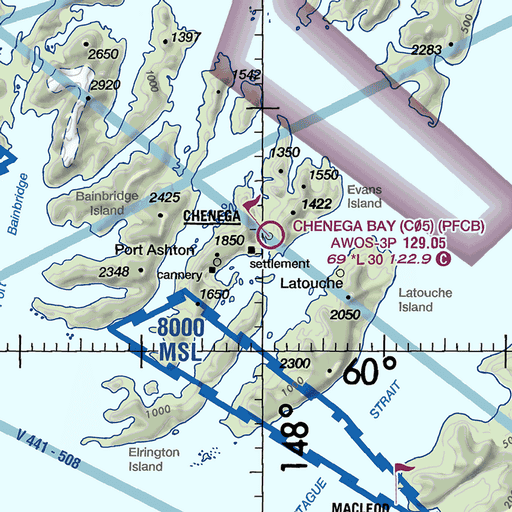 1397
2650
2283
500
1000
1542
2920
1350
1550
Bainbridge
Island
2425
1422
Evans
Island
Bainbridge
CHENEGA
CHENEGA BAY (CØ5) (PFCB)
AWOS-3P 129.05
69 *L 30 122.9 C
1850
Port Ashton
settlement
2348
cannery
Latouche
1650
2050
Latouche
Island
8000
MSL
2300
60°
1000
1000
148°
STRAIT
V 441 - 508
Elrington
Island
MACLEOD